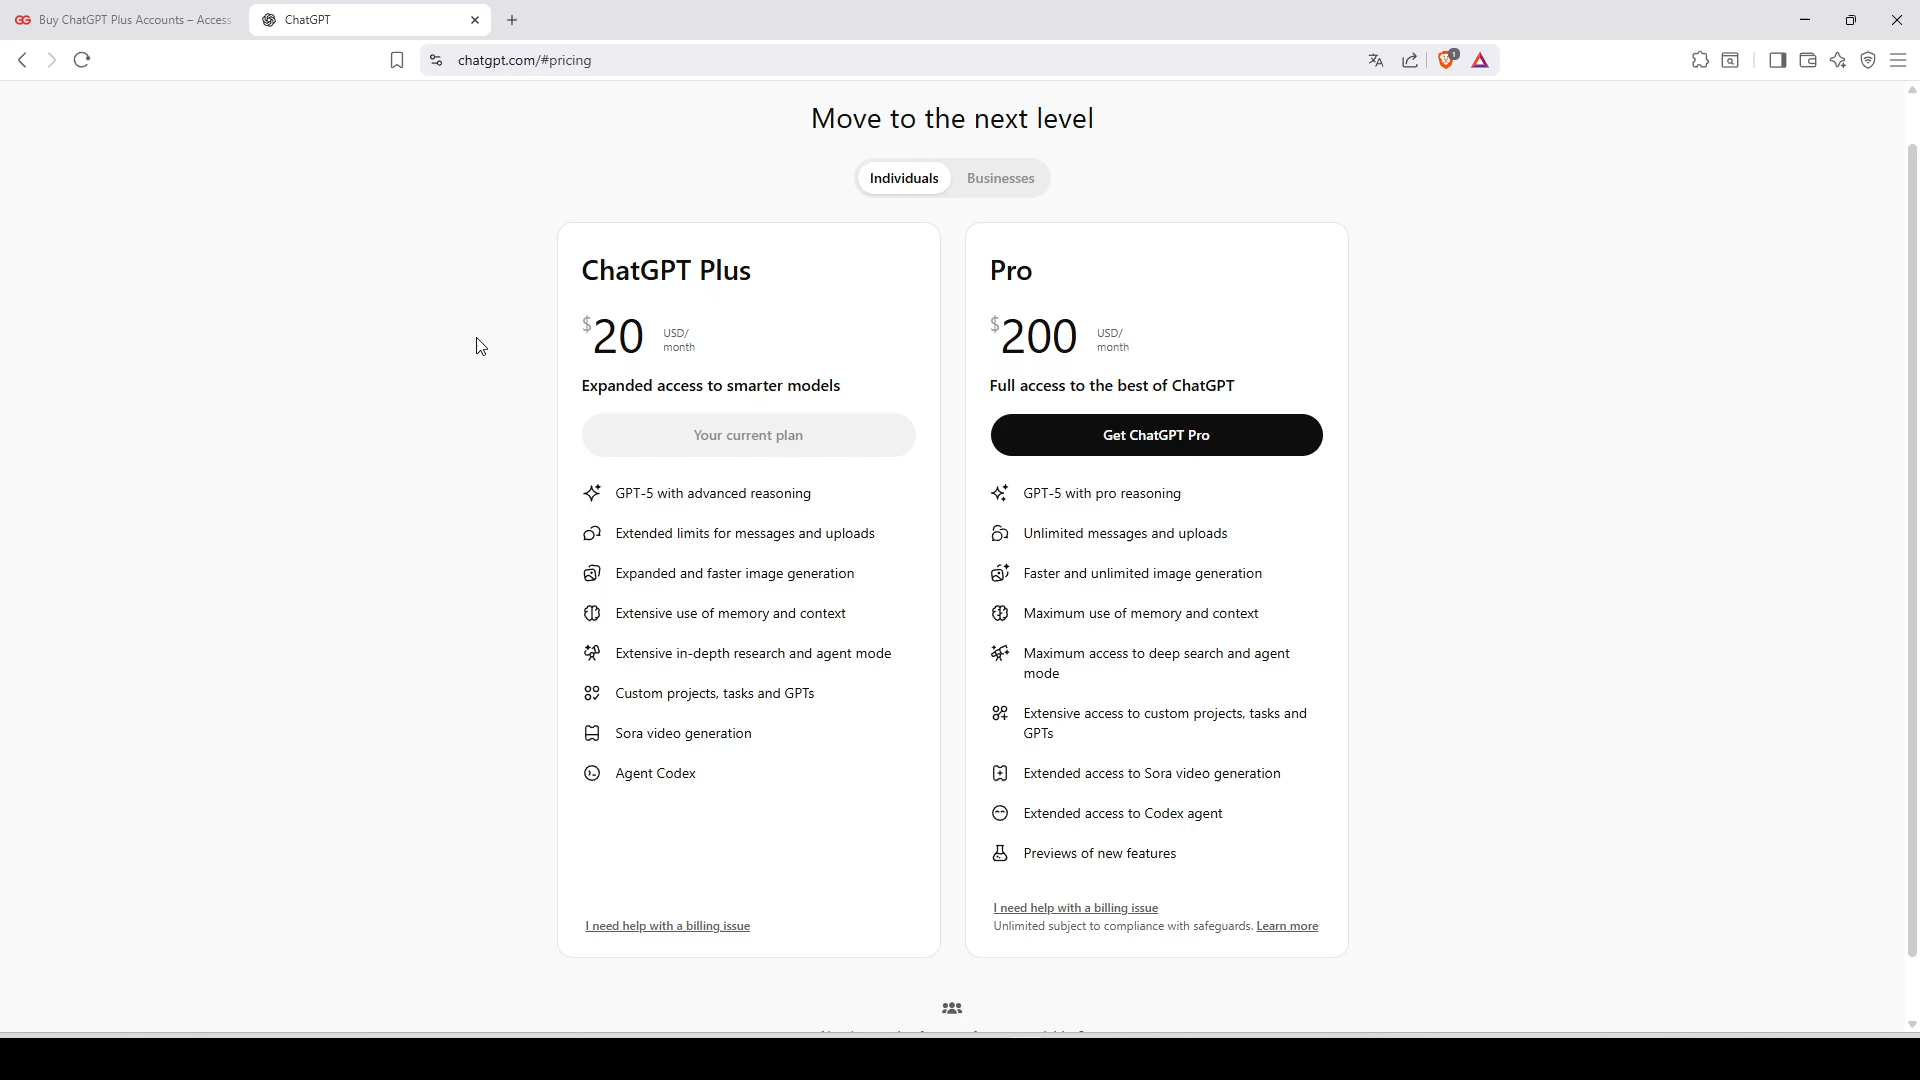 GG Buy ChatGPT Plus Accounts – Access
ChatGPT
chatgpt.com/#pricing
1
Move to the next level
Individuals
Businesses
ChatGPT Plus
$20 USD/
month
Expanded access to smarter models
Your current plan
GPT-5 with advanced reasoning
Extended limits for messages and uploads
Expanded and faster image generation
Extensive use of memory and context
Extensive in-depth research and agent mode
Custom projects, tasks and GPTs
Sora video generation
Agent Codex
I need help with a billing issue
Pro
$200 USD/
month
Full access to the best of ChatGPT
Get ChatGPT Pro
GPT-5 with pro reasoning
Unlimited messages and uploads
Faster and unlimited image generation
Maximum use of memory and context
Maximum access to deep search and agent
mode
Extensive access to custom projects, tasks and
GPTs
Extended access to Sora video generation
Extended access to Codex agent
Previews of new features
I need help with a billing issue
Unlimited subject to compliance with safeguards. Learn more